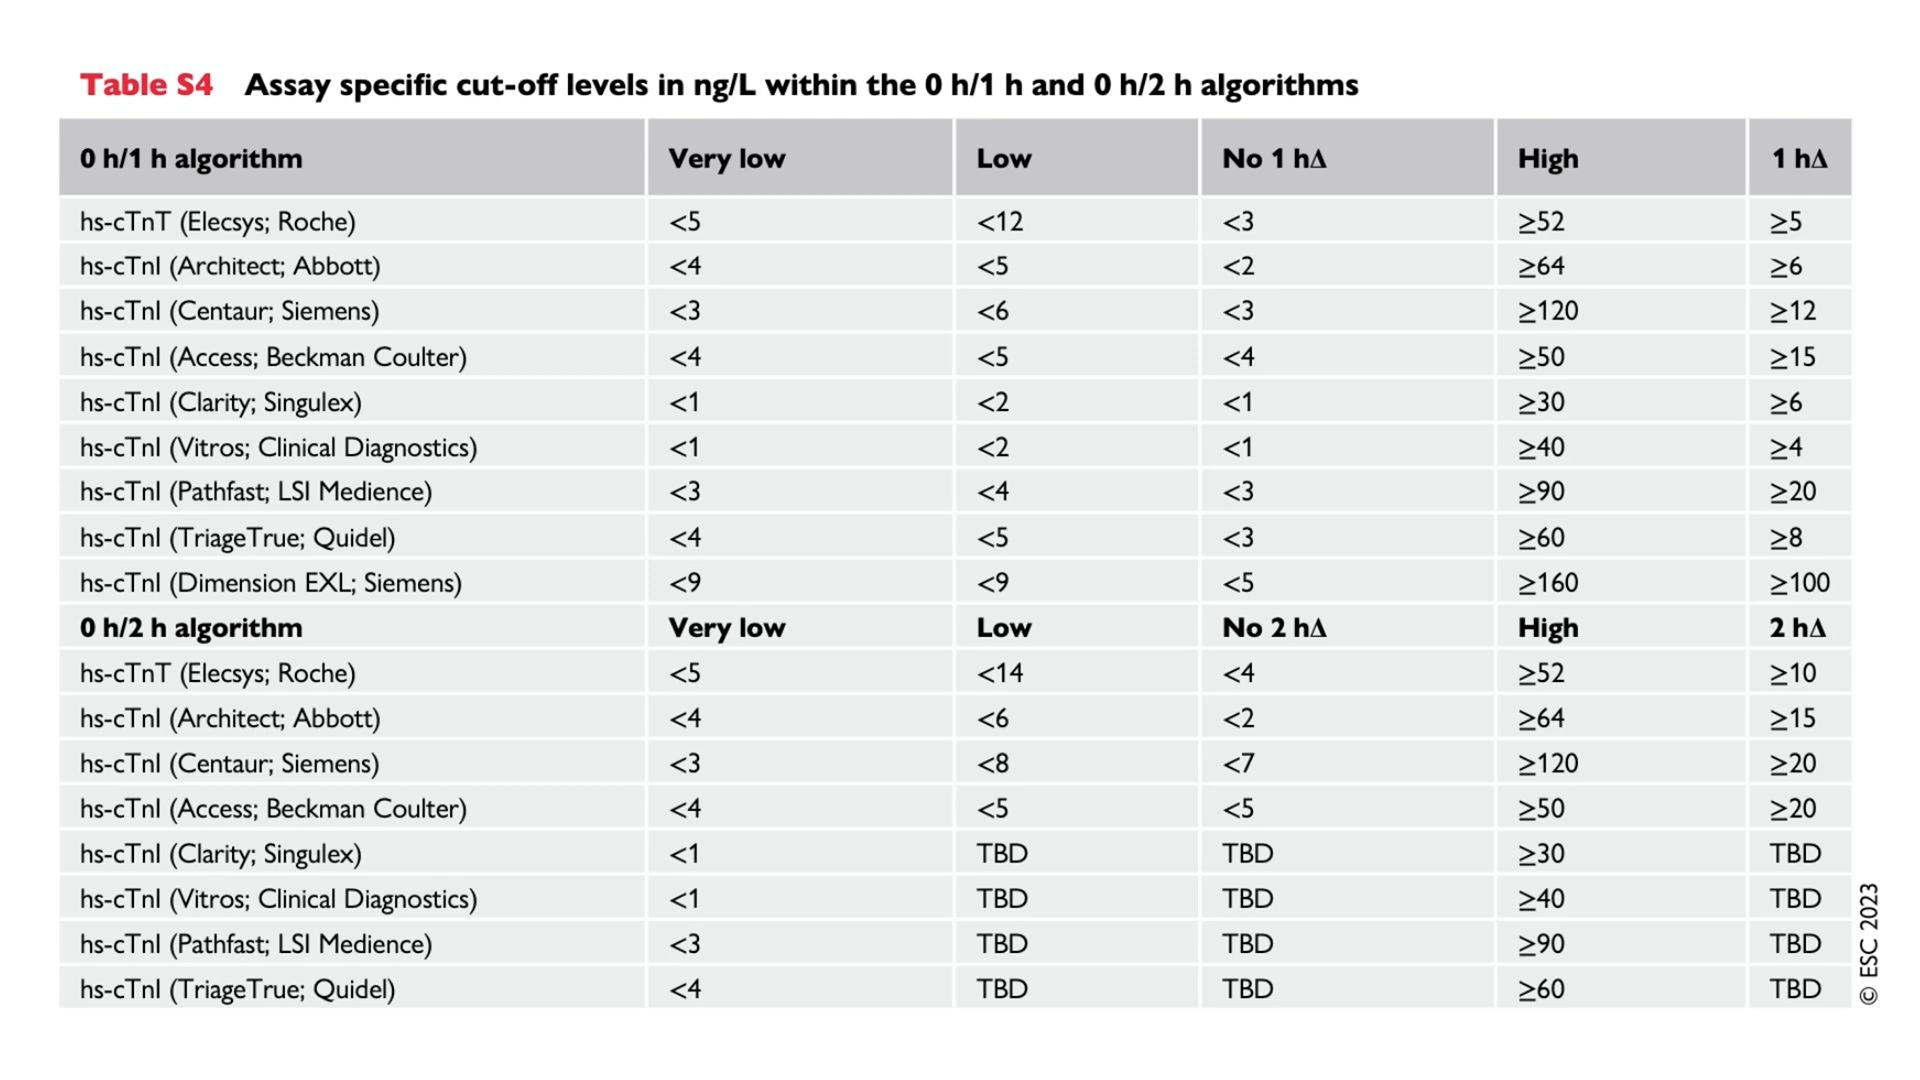 Table S4 Assay specific cut-off levels in ng/L within the 0 h/1 h and 0 h/2 h algorithms
0 h/1 h algorithm Very low Low No 1 hΔ High 1 hΔ
hs-cTnT (Elecsys; Roche) <5 <12 <3 ≥52 ≥5
hs-cTnI (Architect; Abbott) <4 <5 <2 ≥64 ≥6
hs-cTnI (Centaur; Siemens) <3 <6 <3 ≥120 ≥12
hs-cTnI (Access; Beckman Coulter) <4 <5 <4 ≥50 ≥15
hs-cTnI (Clarity; Singulex) <1 <2 <1 ≥30 ≥6
hs-cTnI (Vitros; Clinical Diagnostics) <1 <2 <1 ≥40 ≥4
hs-cTnI (Pathfast; LSI Medience) <3 <4 <3 ≥90 ≥20
hs-cTnI (TriageTrue; Quidel) <4 <5 <3 ≥60 ≥8
hs-cTnI (Dimension EXL; Siemens) <9 <9 <5 ≥160 ≥100
0 h/2 h algorithm Very low Low No 2 hΔ High 2 hΔ
hs-cTnT (Elecsys; Roche) <5 <14 <4 ≥52 ≥10
hs-cTnI (Architect; Abbott) <4 <6 <2 ≥64 ≥15
hs-cTnI (Centaur; Siemens) <3 <8 <7 ≥120 ≥20
hs-cTnI (Access; Beckman Coulter) <4 <5 <5 ≥50 ≥20
hs-cTnI (Clarity; Singulex) <1 TBD TBD ≥30 TBD
hs-cTnI (Vitros; Clinical Diagnostics) <1 TBD TBD ≥40 TBD
hs-cTnI (Pathfast; LSI Medience) <3 TBD TBD ≥90 TBD
hs-cTnI (TriageTrue; Quidel) <4 TBD TBD ≥60 TBD
© ESC 2023